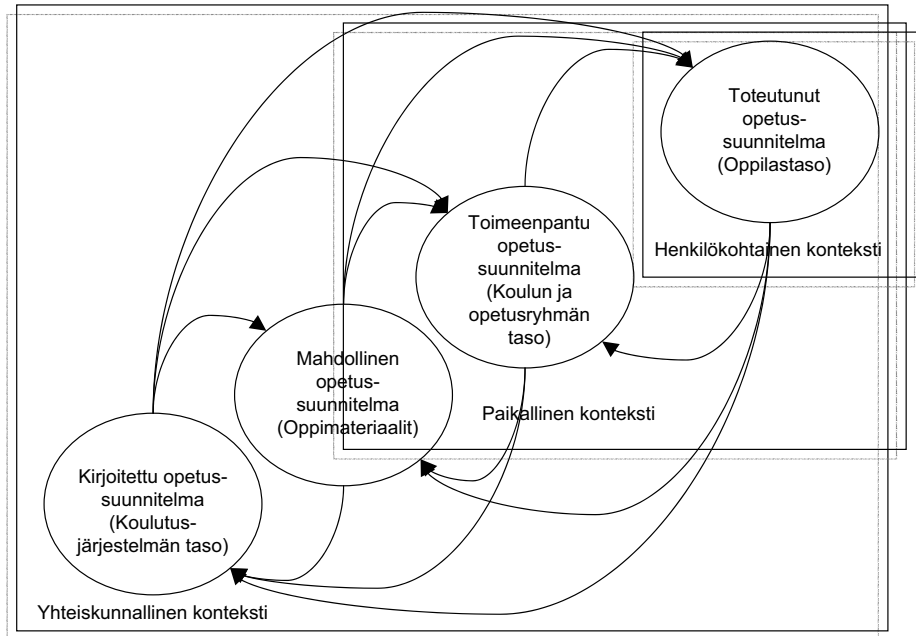 Toteutunut
opetus-
suunnitelma
(Oppilastaso)
Henkilökohtainen konteksti
Toimeenpantu
opetus-
suunnitelma
(Koulun ja
opetusryhmän
taso)
Paikallinen konteksti
Mahdollinen
opetus-
suunnitelma
(Oppimateriaalit)
Kirjoitettu opetus-
suunnitelma
(Koulutus-
järjestelmän taso)
Yhteiskunnallinen konteksti